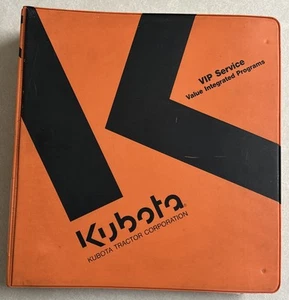 VIP Service
Value Integrated Programs
Kubota®
KUBOTA TRACTOR CORPORATION